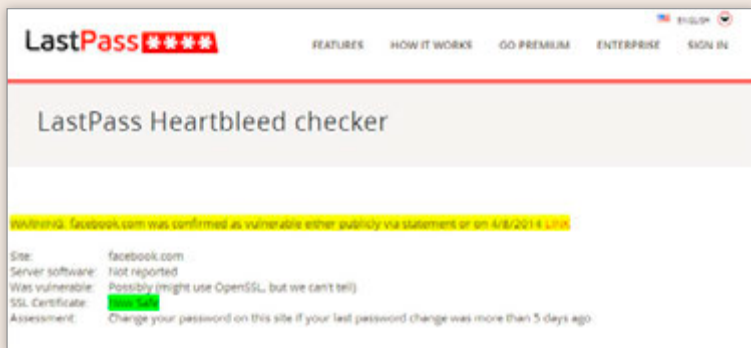 ENGLISH
LastPass ****
FEATURES HOW IT WORKS GO PREMIUM ENTERPRISE SIGN IN
LastPass Heartbleed checker
WARNING: facebook.com was confirmed as vulnerable either publicly via statement or on 4/8/2014 LINK
Site: facebook.com
Server software: Not reported
Was vulnerable: Possibly (might use OpenSSL, but we can't tell)
SSL Certificate: Now Safe
Assessment: Change your password on this site if your last password change was more than 5 days ago